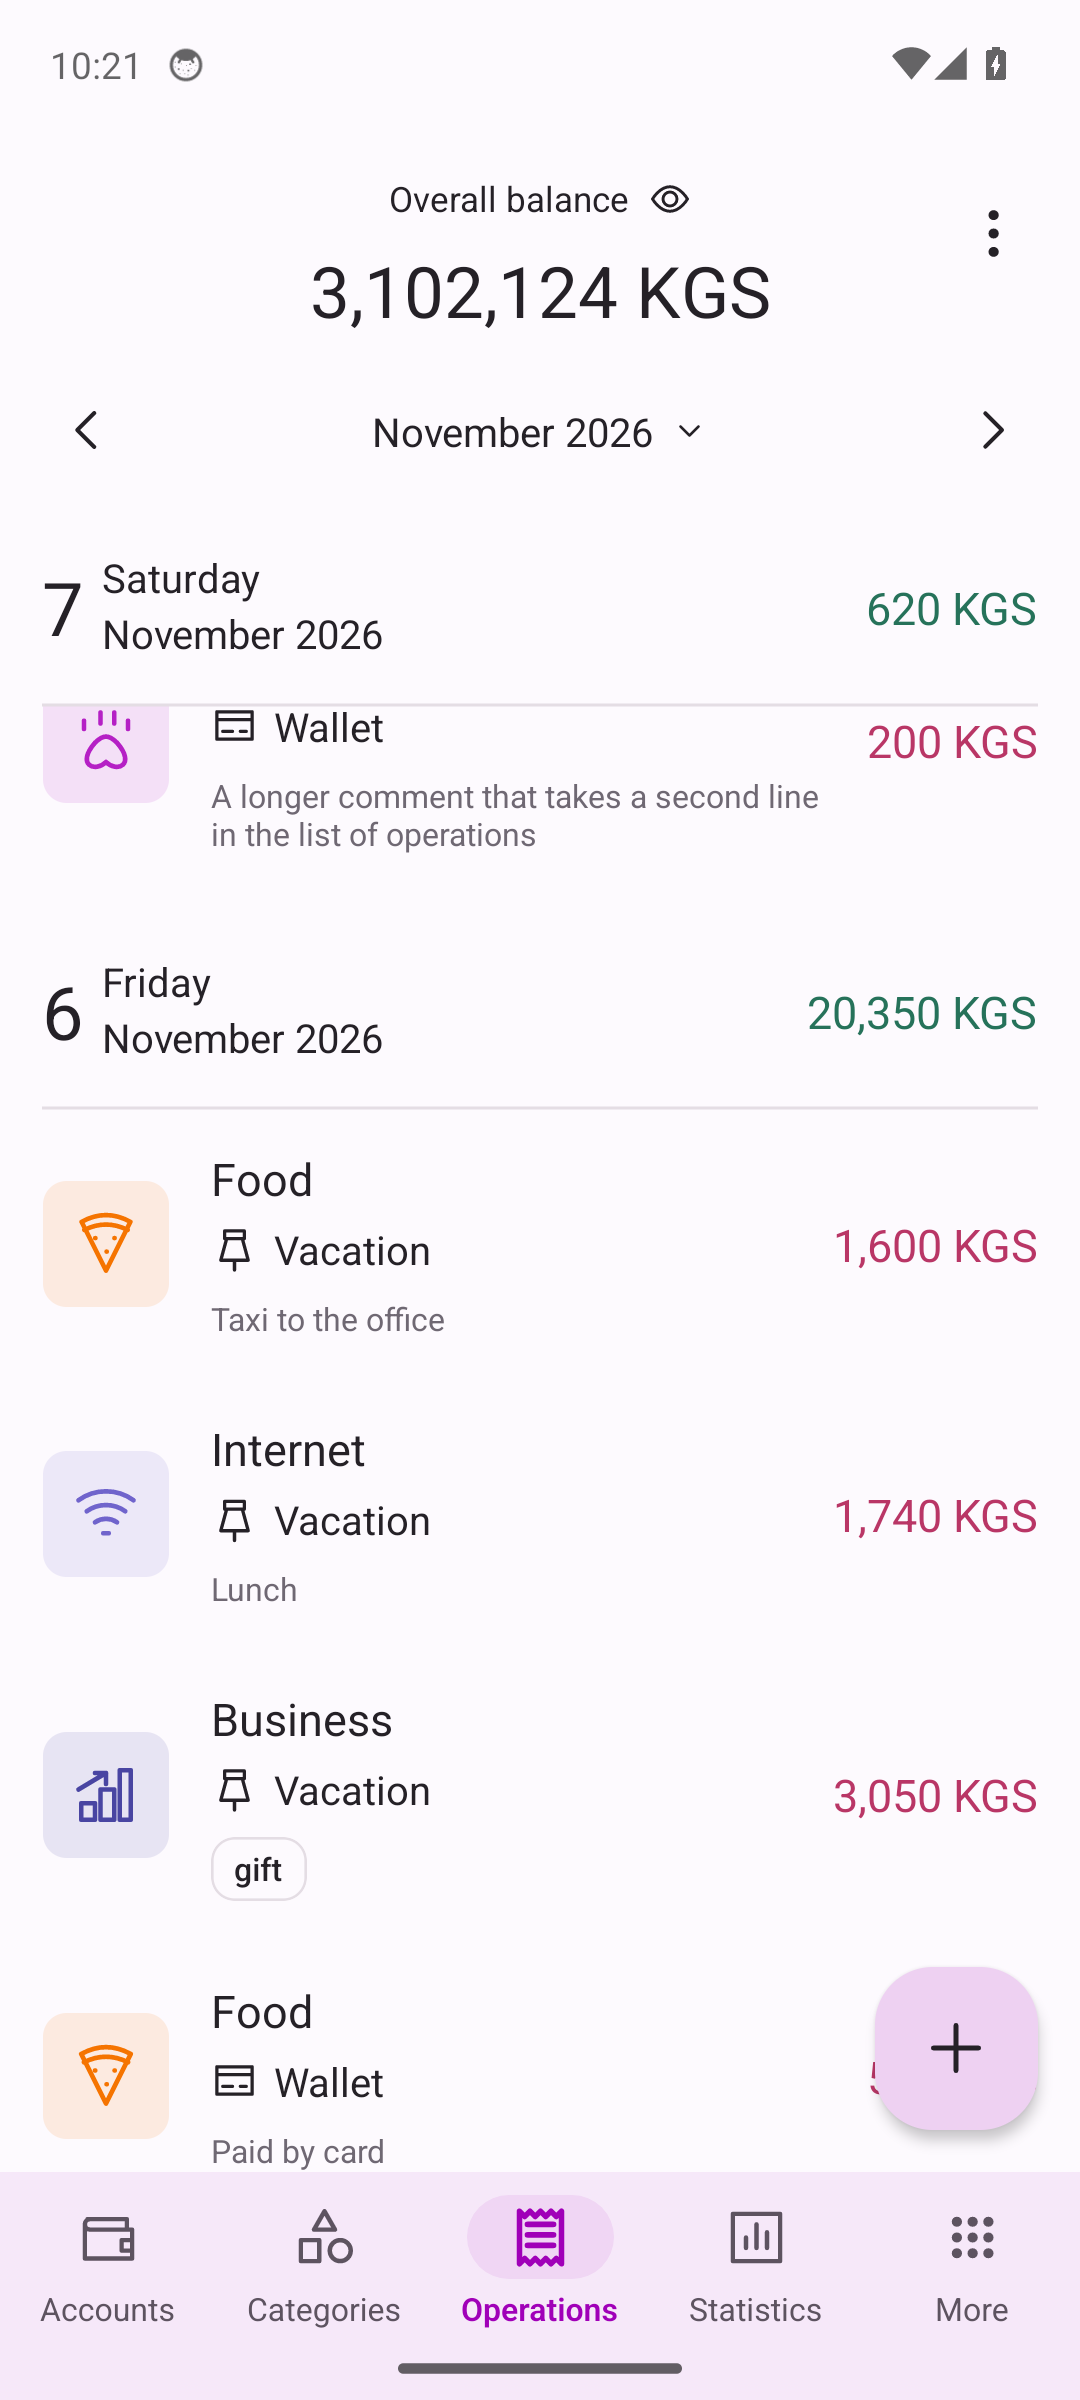 10:21
Overall balance
3,102,124 KGS
November 2026
7
Saturday
November 2026
620 KGS
Wallet
200 KGS
A longer comment that takes a second line
in the list of operations
6
Friday
November 2026
20,350 KGS
Food
Vacation
1,600 KGS
Taxi to the office
Internet
Vacation
1,740 KGS
Lunch
Business
Vacation
3,050 KGS
gift
Food
Wallet
Paid by card
Accounts
Categories
Operations
Statistics
More